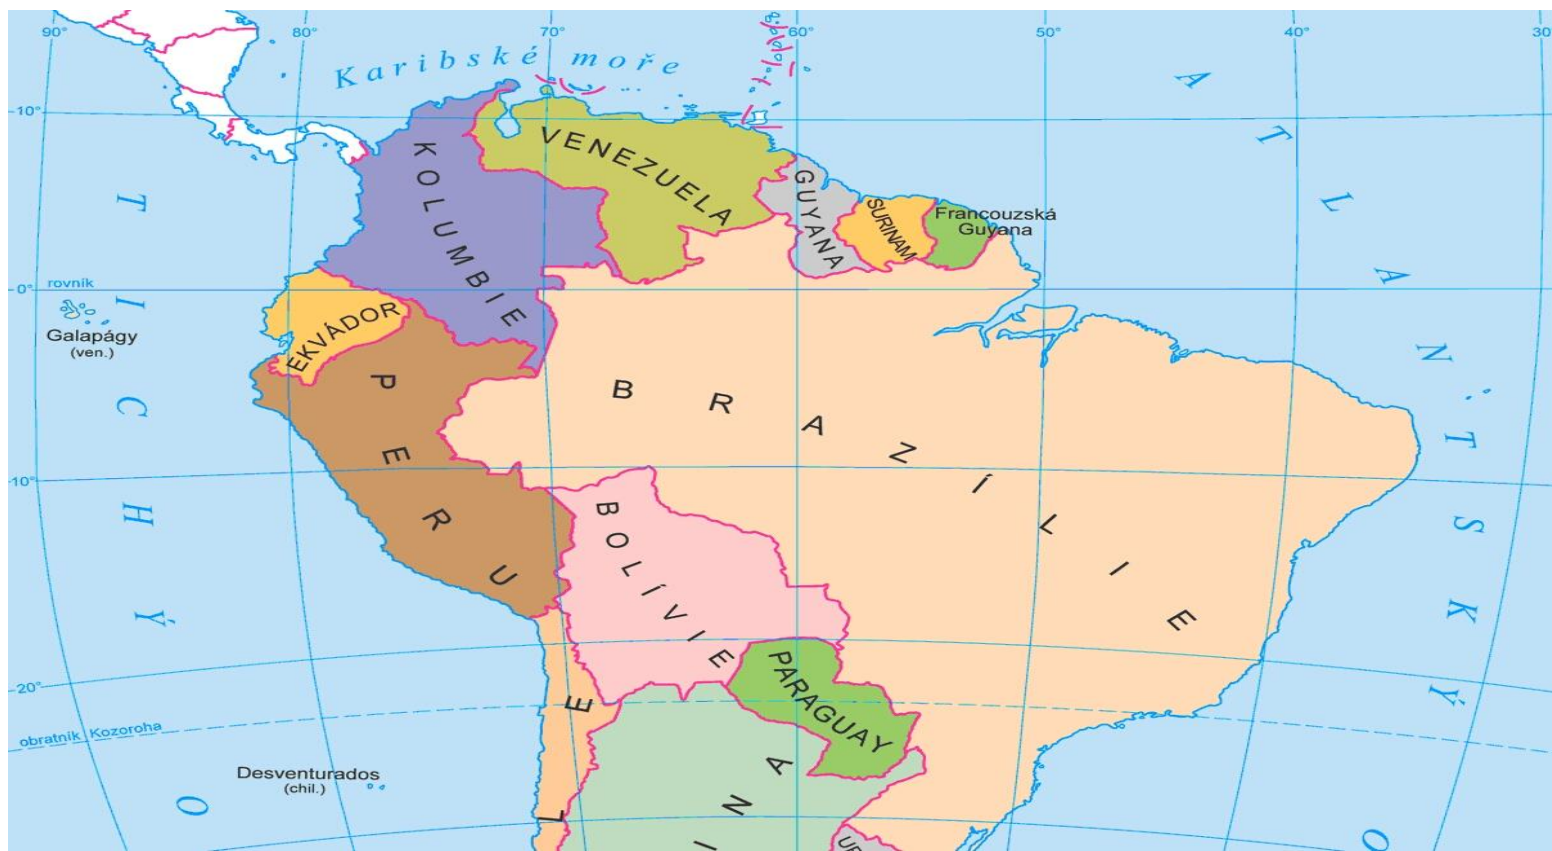 90°
80°
70°
60°
50°
40°
30
Karibské moře
10°
VENEZUELA
KOLUMBIE
GUYANA
SURINAM
Francouzská
Guyana
rovník
0°
Galapágy
(ven.)
EKVÁDOR
PERU
BRAZÍLIE
10°
BOLÍVIE
PARAGUAY
20°
obratník Kozoroha
Desventurados
(chil.)
TICHÝ O
ATLANTSKÝ O
L E
I N A